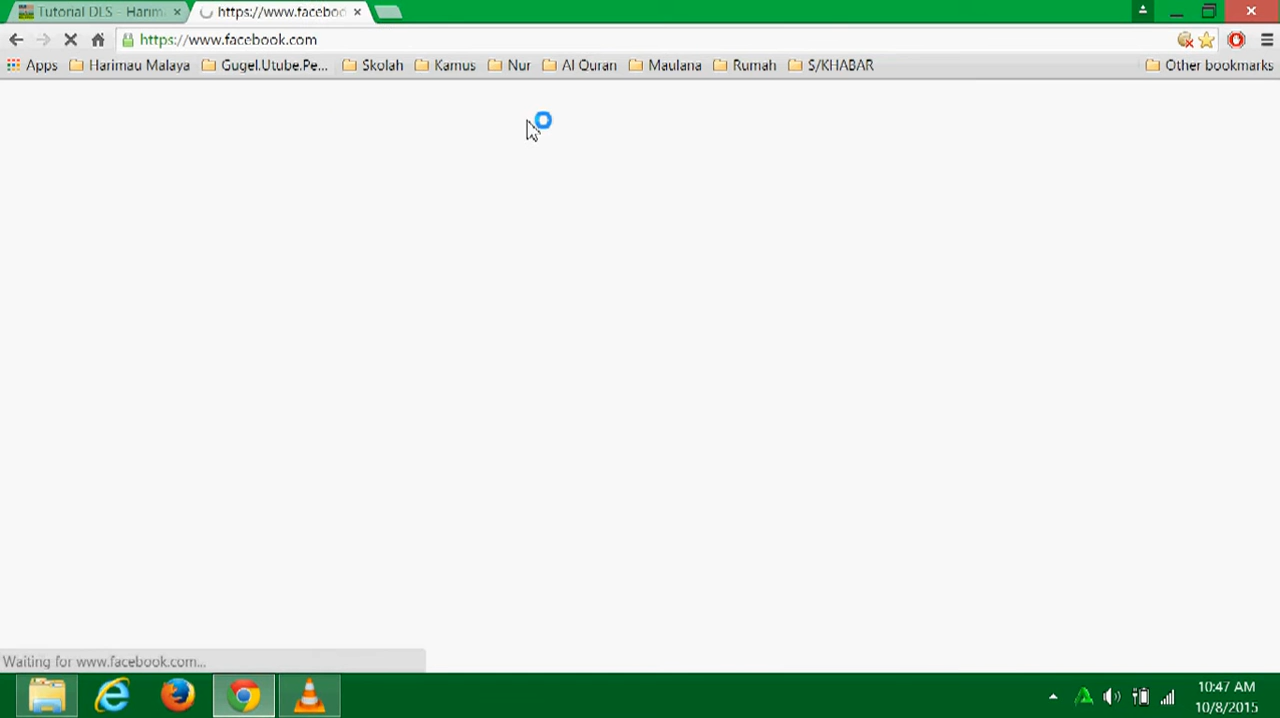 Tutorial DLS - Harim
https://www.faceboo
https://www.facebook.com
Apps Harimau Malaya Gugel.Utube.Pe... Skolah Kamus Nur Al Quran Maulana Rumah S/KHABAR Other bookmarks
Waiting for www.facebook.com...
10:47 AM
10/8/2015